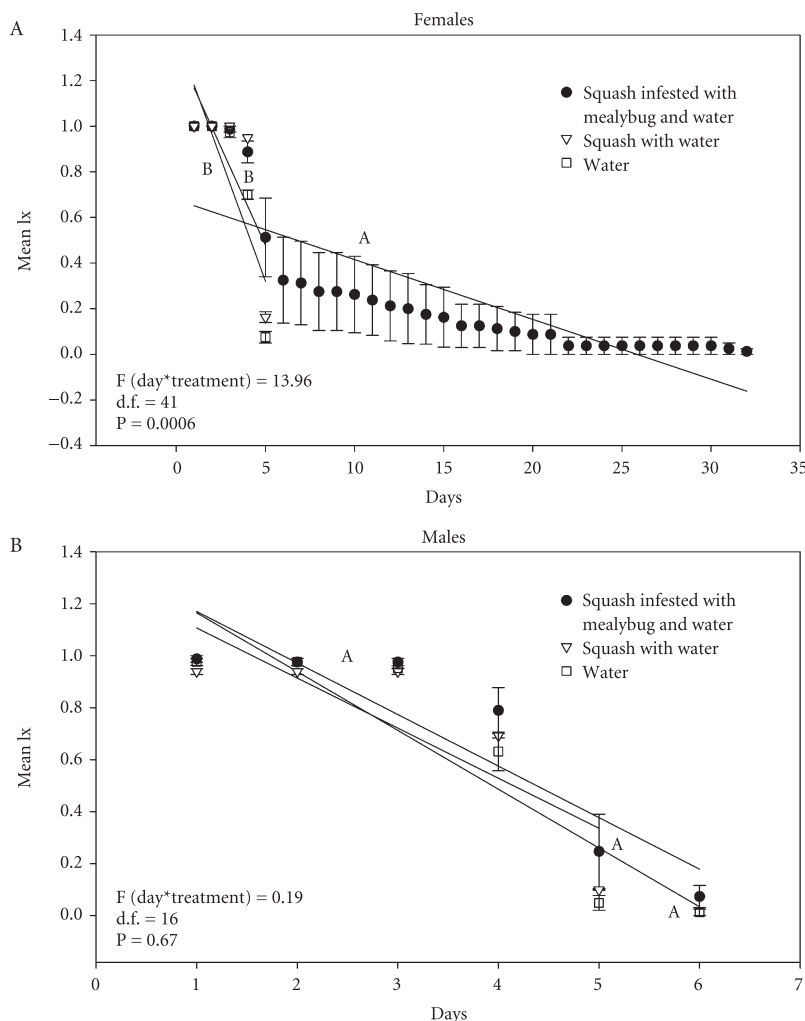 A
Females
1.4
1.2
1.0
0.8
0.6
0.4
0.2
0.0
−0.2
−0.4
Mean lx
Squash infested with
mealybug and water
Squash with water
Water
B
B
A
F (day*treatment) = 13.96
d.f. = 41
P = 0.0006
0 5 10 15 20 25 30 35
Days
B
Males
1.4
1.2
1.0
0.8
0.6
0.4
0.2
0.0
Mean lx
Squash infested with
mealybug and water
Squash with water
Water
A
A
A
F (day*treatment) = 0.19
d.f. = 16
P = 0.67
0 1 2 3 4 5 6 7
Days